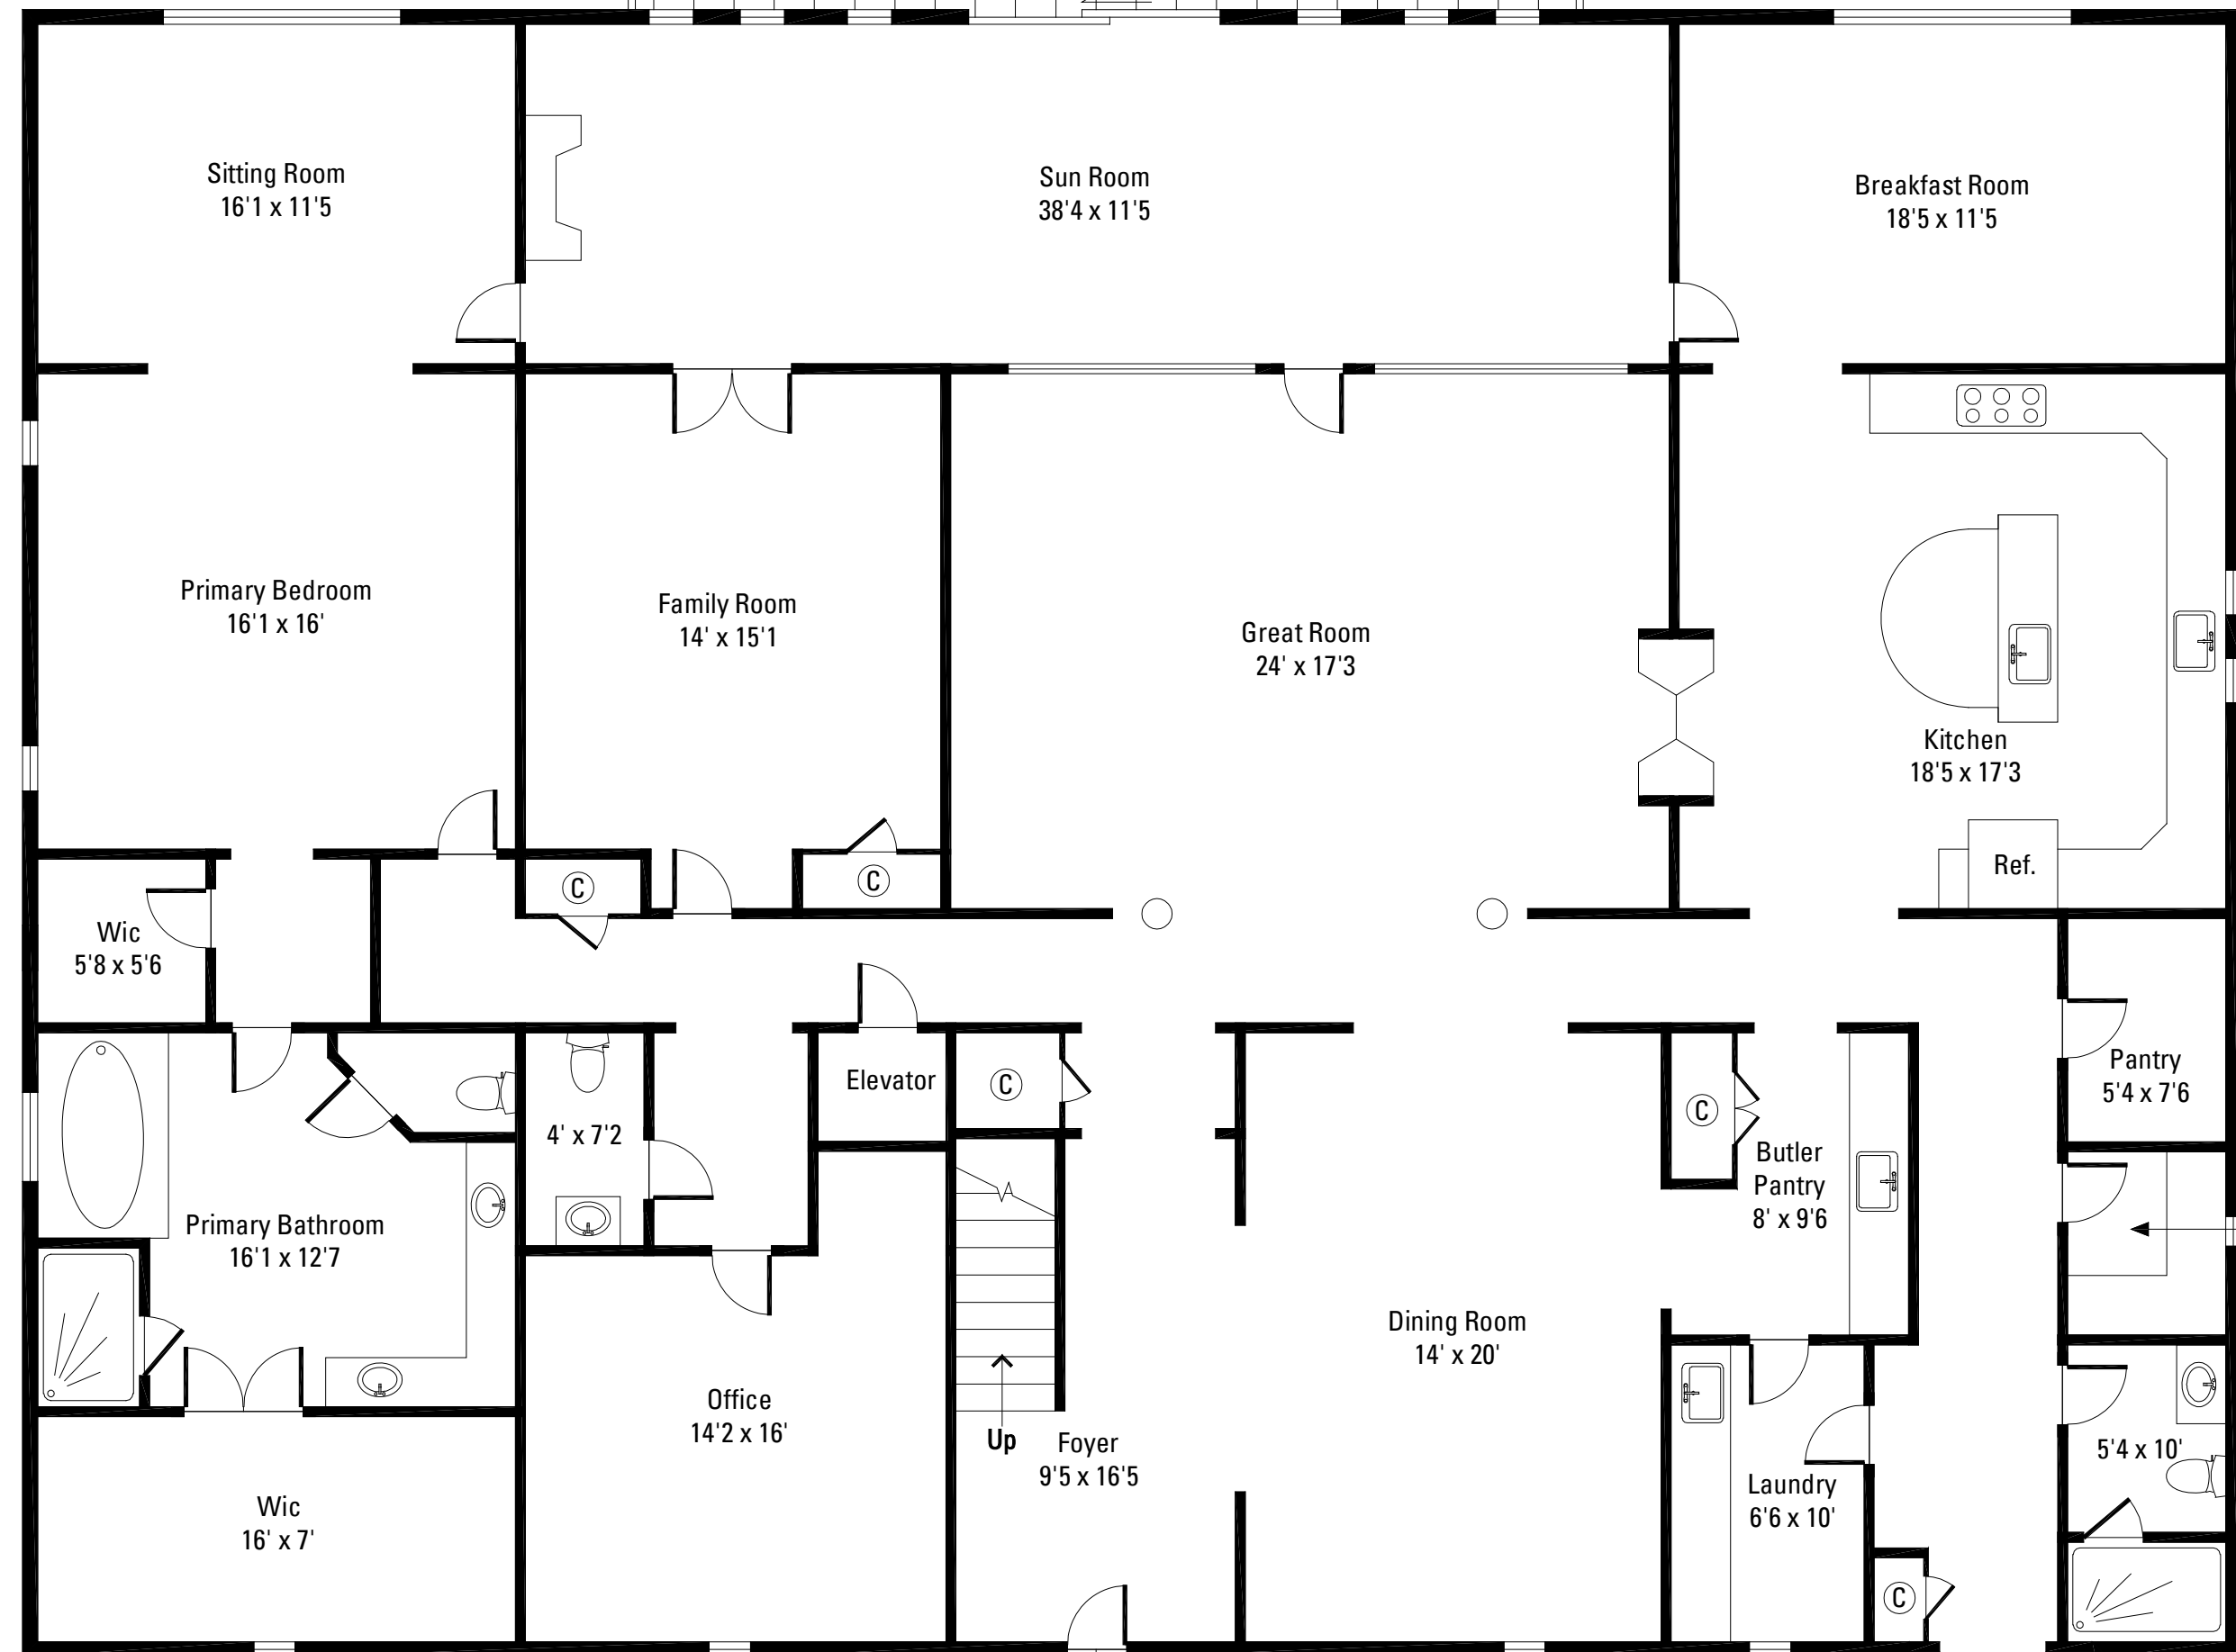 Sitting Room
16'1 x 11'5
Sun Room
38'4 x 11'5
Breakfast Room
18'5 x 11'5
Primary Bedroom
16'1 x 16'
Family Room
14' x 15'1
Great Room
24' x 17'3
Kitchen
18'5 x 17'3
Ref.
C
C
Wic
5'8 x 5'6
Elevator
C
C
Pantry
5'4 x 7'6
4' x 7'2
Butler
Pantry
8' x 9'6
Primary Bathroom
16'1 x 12'7
Dining Room
14' x 20'
Office
14'2 x 16'
Up
Foyer
9'5 x 16'5
5'4 x 10'
Laundry
6'6 x 10'
Wic
16' x 7'
C